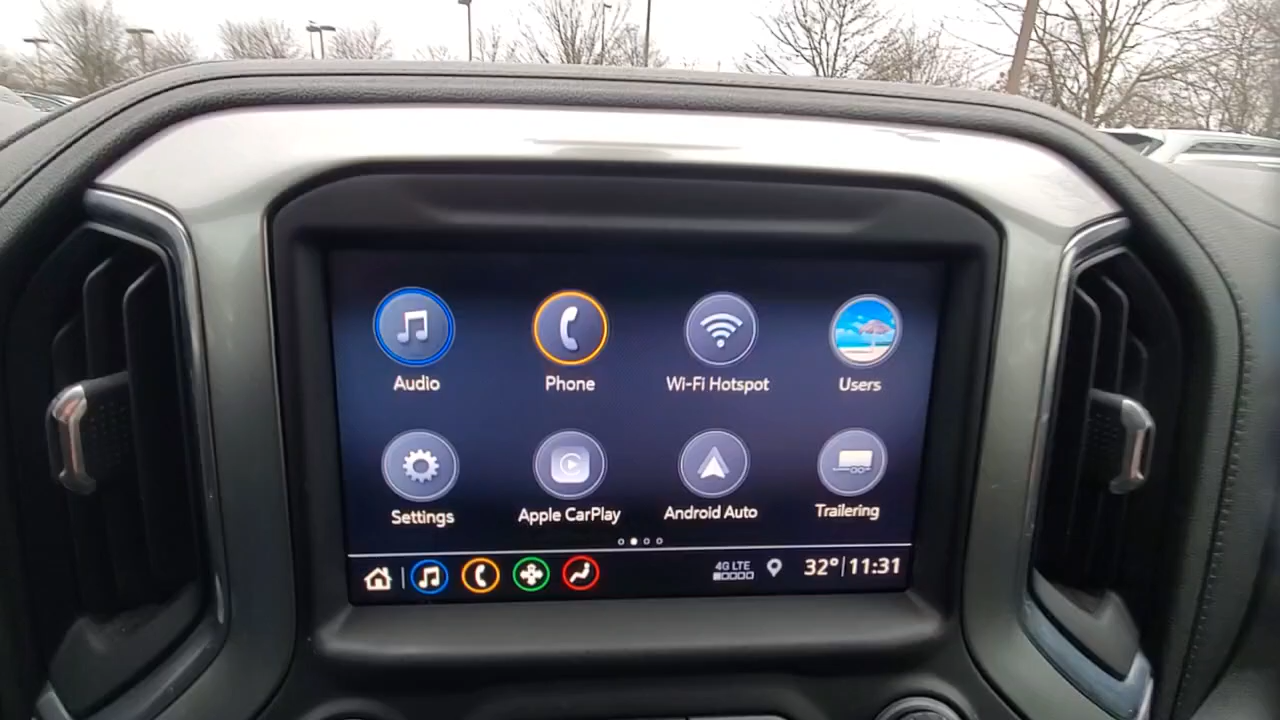 Audio
Phone
Wi-Fi Hotspot
Users
Settings
Apple CarPlay
Android Auto
Trailering
4G LTE
32° 11:31